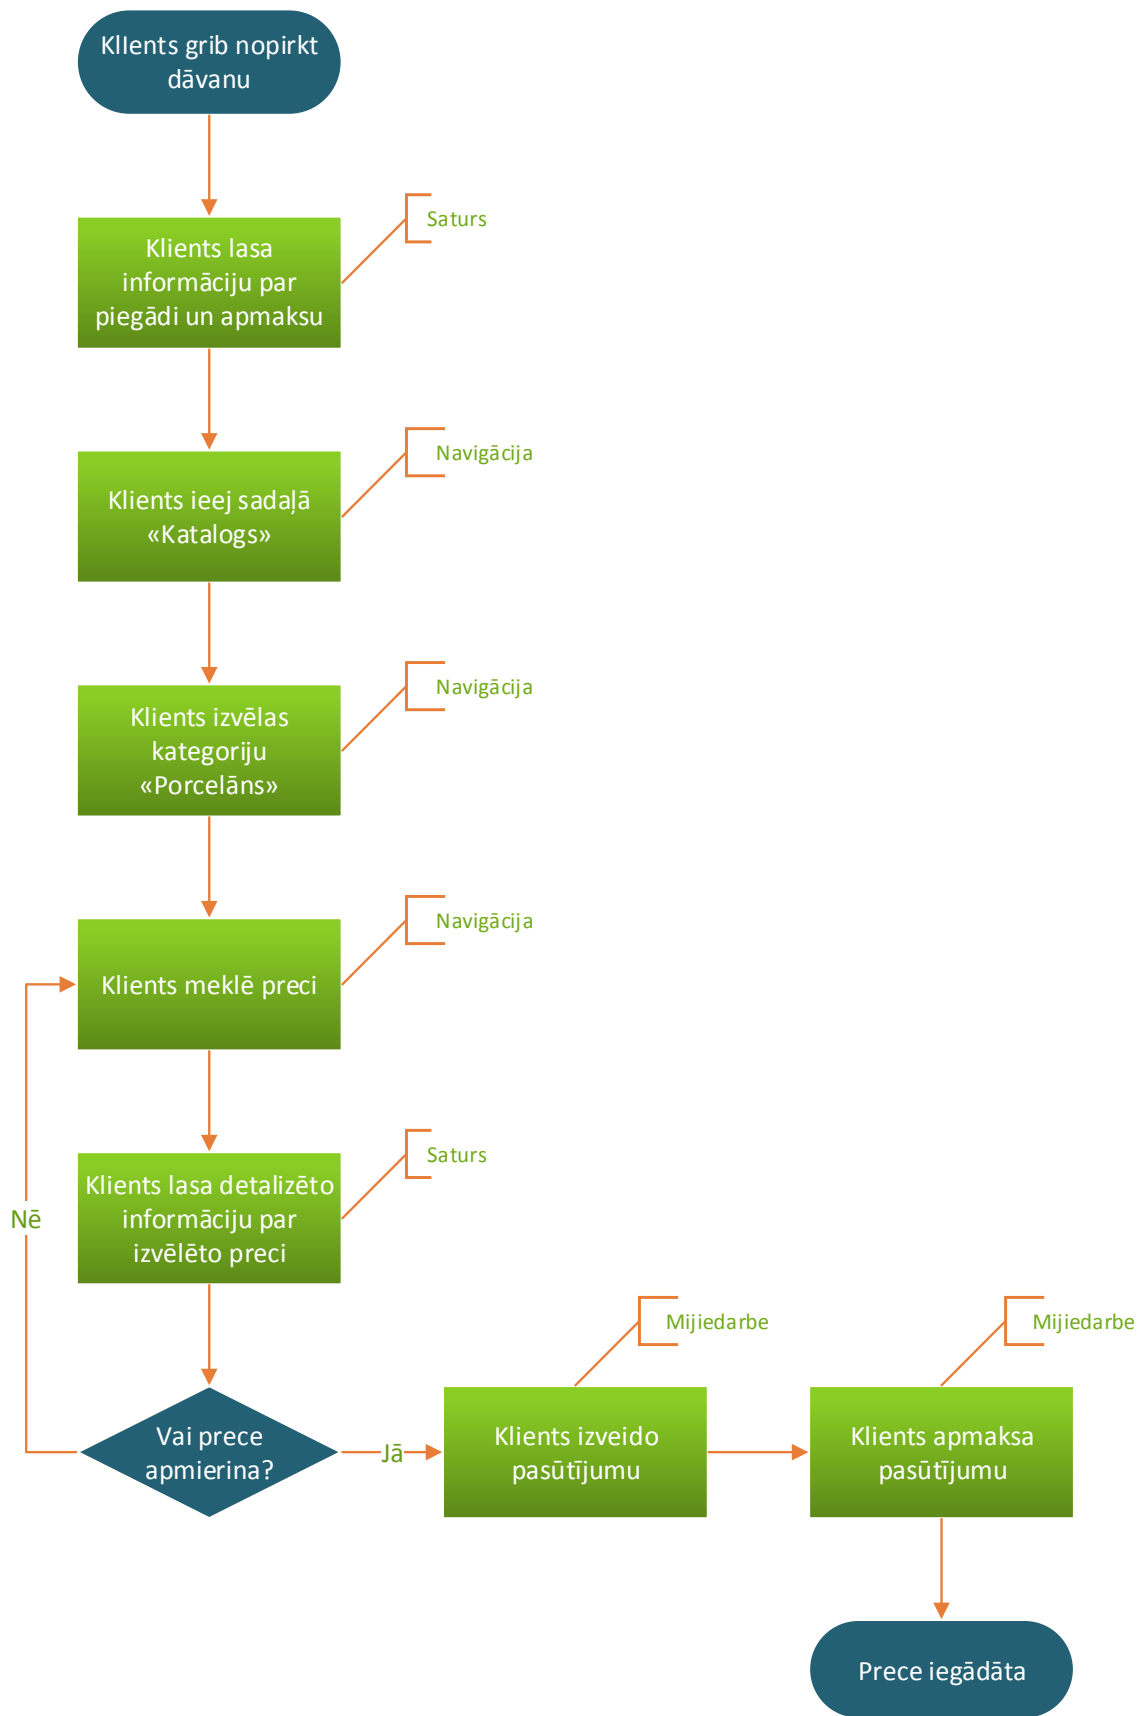 KlIents grib nopirkt
dāvanu
Saturs
Klients lasa
informāciju par
piegādi un apmaksu
Navigācija
Klients ieej sadaļā
«Katalogs»
Navigācija
Klients izvēlas
kategoriju
«Porcelāns»
Navigācija
Klients meklē preci
Saturs
Klients lasa detalizēto
informāciju par
izvēlēto preci
Nē
Mijiedarbe
Mijiedarbe
Vai prece
apmierina?
Jā
Klients izveido
pasūtījumu
Klients apmaksa
pasūtījumu
Prece iegādāta